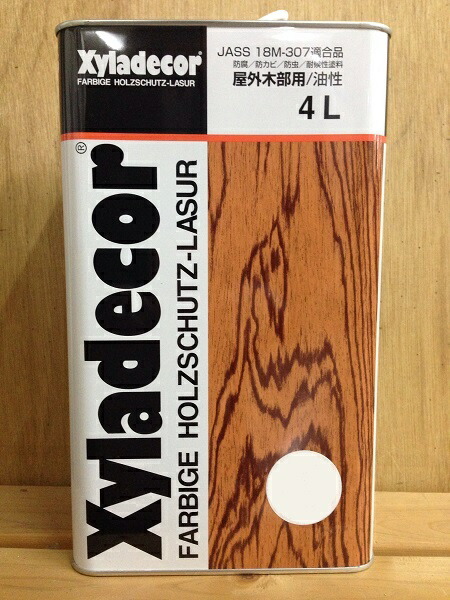 Xyladecor®
FARBIGE HOLZSCHUTZ-LASUR
JASS 18M-307適合品
防腐/防カビ/防虫/耐候性塗料
屋外木部用/油性
4L
Xyladecor®
FARBIGE HOLZSCHUTZ-LASUR